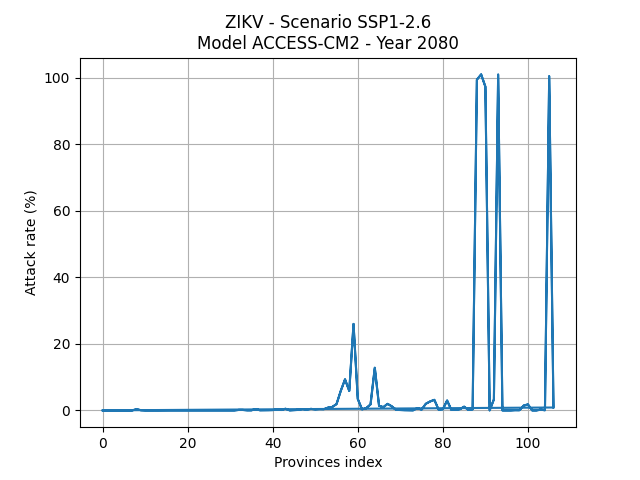 ZIKV - Scenario SSP1-2.6
Model ACCESS-CM2 - Year 2080
100
80
60
40
20
0
Attack rate (%)
0 20 40 60 80 100
Provinces index